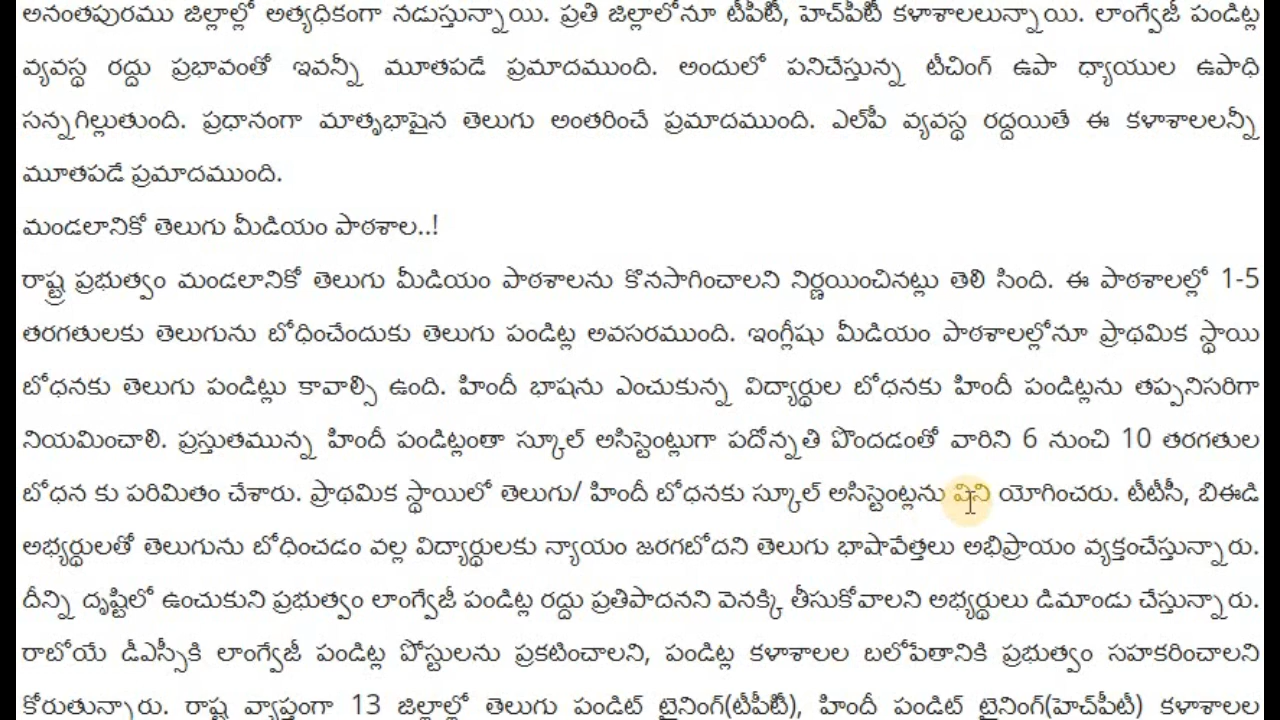 అనంతపురము జిల్లాల్లో అత్యధికంగా నడుస్తున్నాయి. ప్రతి జిల్లాలోనూ టీపీటీ, హెచ్‌పీటీ కళాశాలలున్నాయి. లాంగ్వేజీ పండిట్ల
వ్యవస్థ రద్దు ప్రభావంతో ఇవన్నీ మూతపడే ప్రమాదముంది. అందులో పనిచేస్తున్న టీచింగ్ ఉపా ధ్యాయుల ఉపాధి
సన్నగిల్లుతుంది. ప్రధానంగా మాతృభాషైన తెలుగు అంతరించే ప్రమాదముంది. ఎల్‌పీ వ్యవస్థ రద్దయితే ఈ కళాశాలలన్నీ
మూతపడే ప్రమాదముంది.
మండలానికో తెలుగు మీడియం పాఠశాల..!
రాష్ట్ర ప్రభుత్వం మండలానికో తెలుగు మీడియం పాఠశాలను కొనసాగించాలని నిర్ణయించినట్లు తెలి సింది. ఈ పాఠశాలల్లో 1-5
తరగతులకు తెలుగును బోధించేందుకు తెలుగు పండిట్ల అవసరముంది. ఇంగ్లీషు మీడియం పాఠశాలల్లోనూ ప్రాథమిక స్థాయి
బోధనకు తెలుగు పండిట్లు కావాల్సి ఉంది. హిందీ భాషను ఎంచుకున్న విద్యార్థుల బోధనకు హిందీ పండిట్లను తప్పనిసరిగా
నియమించాలి. ప్రస్తుతమున్న హిందీ పండిట్లంతా స్కూల్ అసిస్టెంట్లుగా పదోన్నతి పొందడంతో వారిని 6 నుంచి 10 తరగతుల
బోధన కు పరిమితం చేశారు. ప్రాథమిక స్థాయిలో తెలుగు/ హిందీ బోధనకు స్కూల్ అసిస్టెంట్లను విని యోగించరు. టీటీసీ, బిఈడి
అభ్యర్థులతో తెలుగును బోధించడం వల్ల విద్యార్థులకు న్యాయం జరగబోదని తెలుగు భాషావేత్తలు అభిప్రాయం వ్యక్తంచేస్తున్నారు.
దీన్ని దృష్టిలో ఉంచుకుని ప్రభుత్వం లాంగ్వేజీ పండిట్ల రద్దు ప్రతిపాదనని వెనక్కి తీసుకోవాలని అభ్యర్థులు డిమాండు చేస్తున్నారు.
రాబోయే డీఎస్సీకి లాంగ్వేజీ పండిట్ల పోస్టులను ప్రకటించాలని, పండిట్ల కళాశాలల బలోపేతానికి ప్రభుత్వం సహకరించాలని
కోరుతున్నారు. రాష్ట్ర వ్యాప్తంగా 13 జిల్లాల్లో తెలుగు పండిట్ ట్రైనింగ్(టీపీటీ), హిందీ పండిట్ ట్రైనింగ్(హెచ్‌పీటీ) కళాశాలల